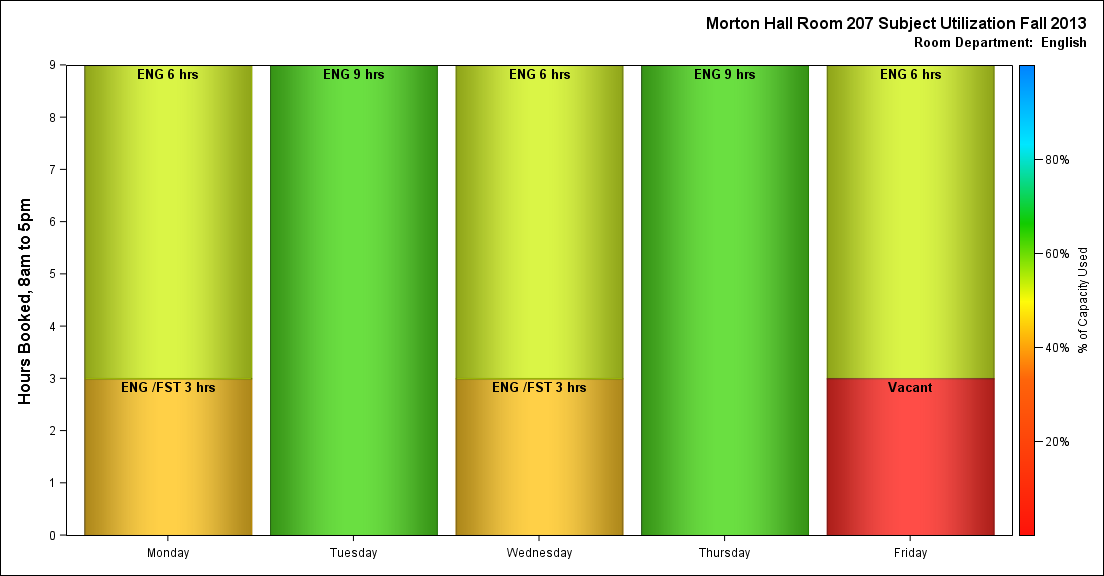 Morton Hall Room 207 Subject Utilization Fall 2013
Room Department:  English
Hours Booked, 8am to 5pm
9
8
7
6
5
4
3
2
1
0
ENG 6 hrs
ENG /FST 3 hrs
ENG 9 hrs
ENG 6 hrs
ENG /FST 3 hrs
ENG 9 hrs
ENG 6 hrs
Vacant
Monday
Tuesday
Wednesday
Thursday
Friday
80%
60%
40%
20%
% of Capacity Used